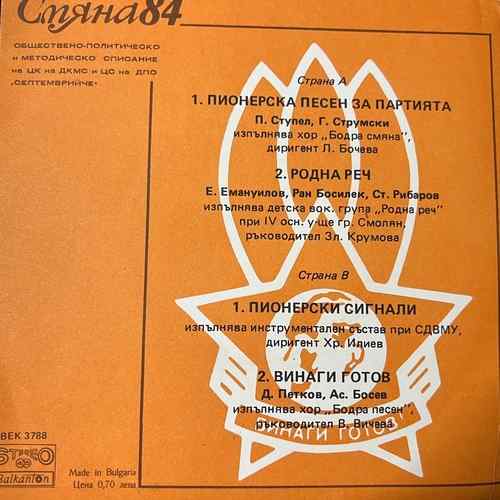 Смяна 84
ОБЩЕСТВЕНО-ПОЛИТИЧЕСКО
И МЕТОДИЧЕСКО СПИСАНИЕ
НА ЦК НА ДКМС И ЦС НА ДПО
„СЕПТЕМВРИЙЧЕ"
Страна А
1. ПИОНЕРСКА ПЕСЕН ЗА ПАРТИЯТА
П. Ступел, Г. Струмски
изпълнява хор „Бодра смяна",
диригент Л. Бочева
2. РОДНА РЕЧ
Е. Емануилов, Ран Босилек, Ст. Рибаров
изпълнява детска вок. група „Родна реч"
при IV осн. у-ще гр. Смолян,
ръководител Зл. Крумова
Страна В
1. ПИОНЕРСКИ СИГНАЛИ
изпълнява инструментален състав при СДВМУ,
диригент Хр. Илиев
2. ВИНАГИ ГОТОВ
Д. Петков, Ас. Босев
изпълнява хор „Бодра песен",
ръководител В. Вичева
ВИНАГИ ГОТОВ!
ВЕК 3788
STEREO
Balkanton
Made in Bulgaria
Цена 0,70 лева